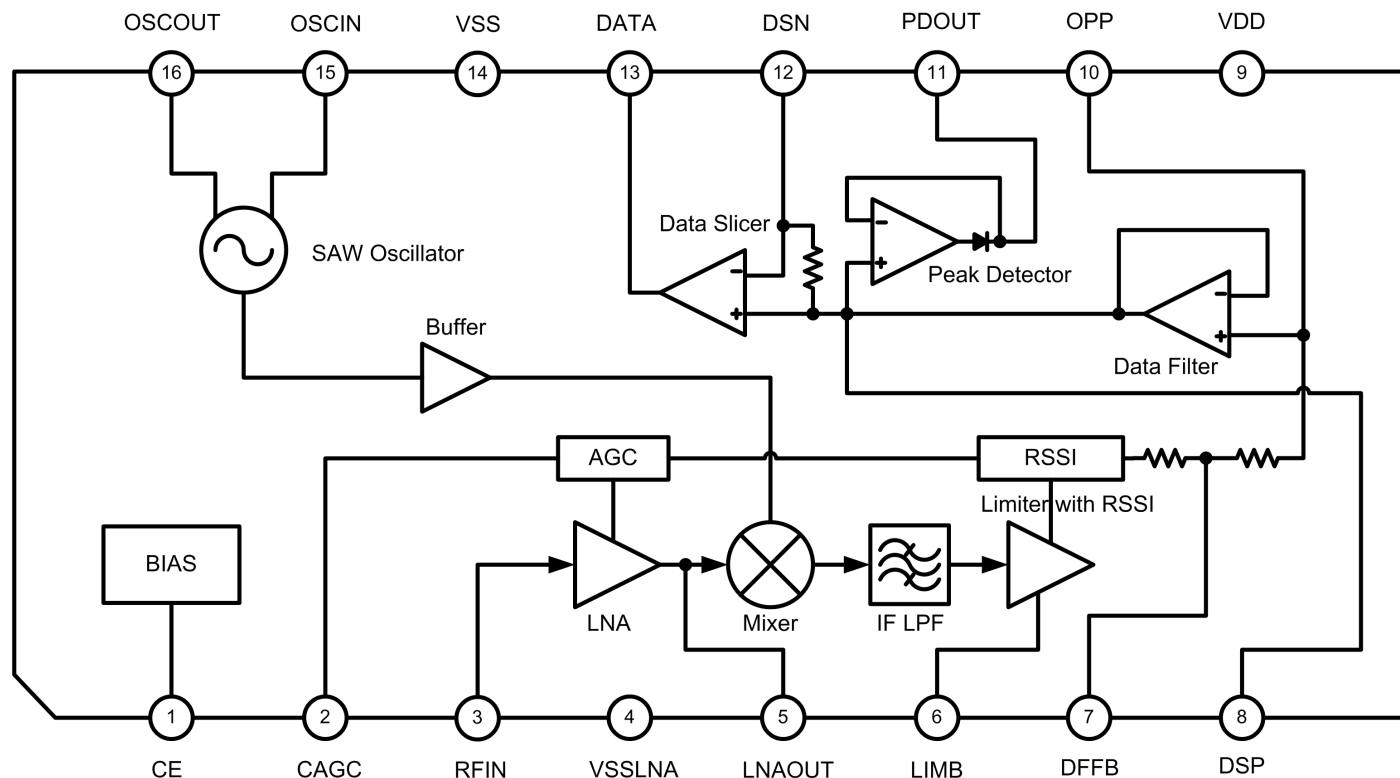 OSCOUT OSCIN VSS DATA DSN PDOUT OPP VDD
16 15 14 13 12 11 10 9
Data Slicer
SAW Oscillator
Peak Detector
Buffer
Data Filter
AGC RSSI
Limiter with RSSI
BIAS
LNA Mixer IF LPF
1 2 3 4 5 6 7 8
CE CAGC RFIN VSSLNA LNAOUT LIMB DFFB DSP